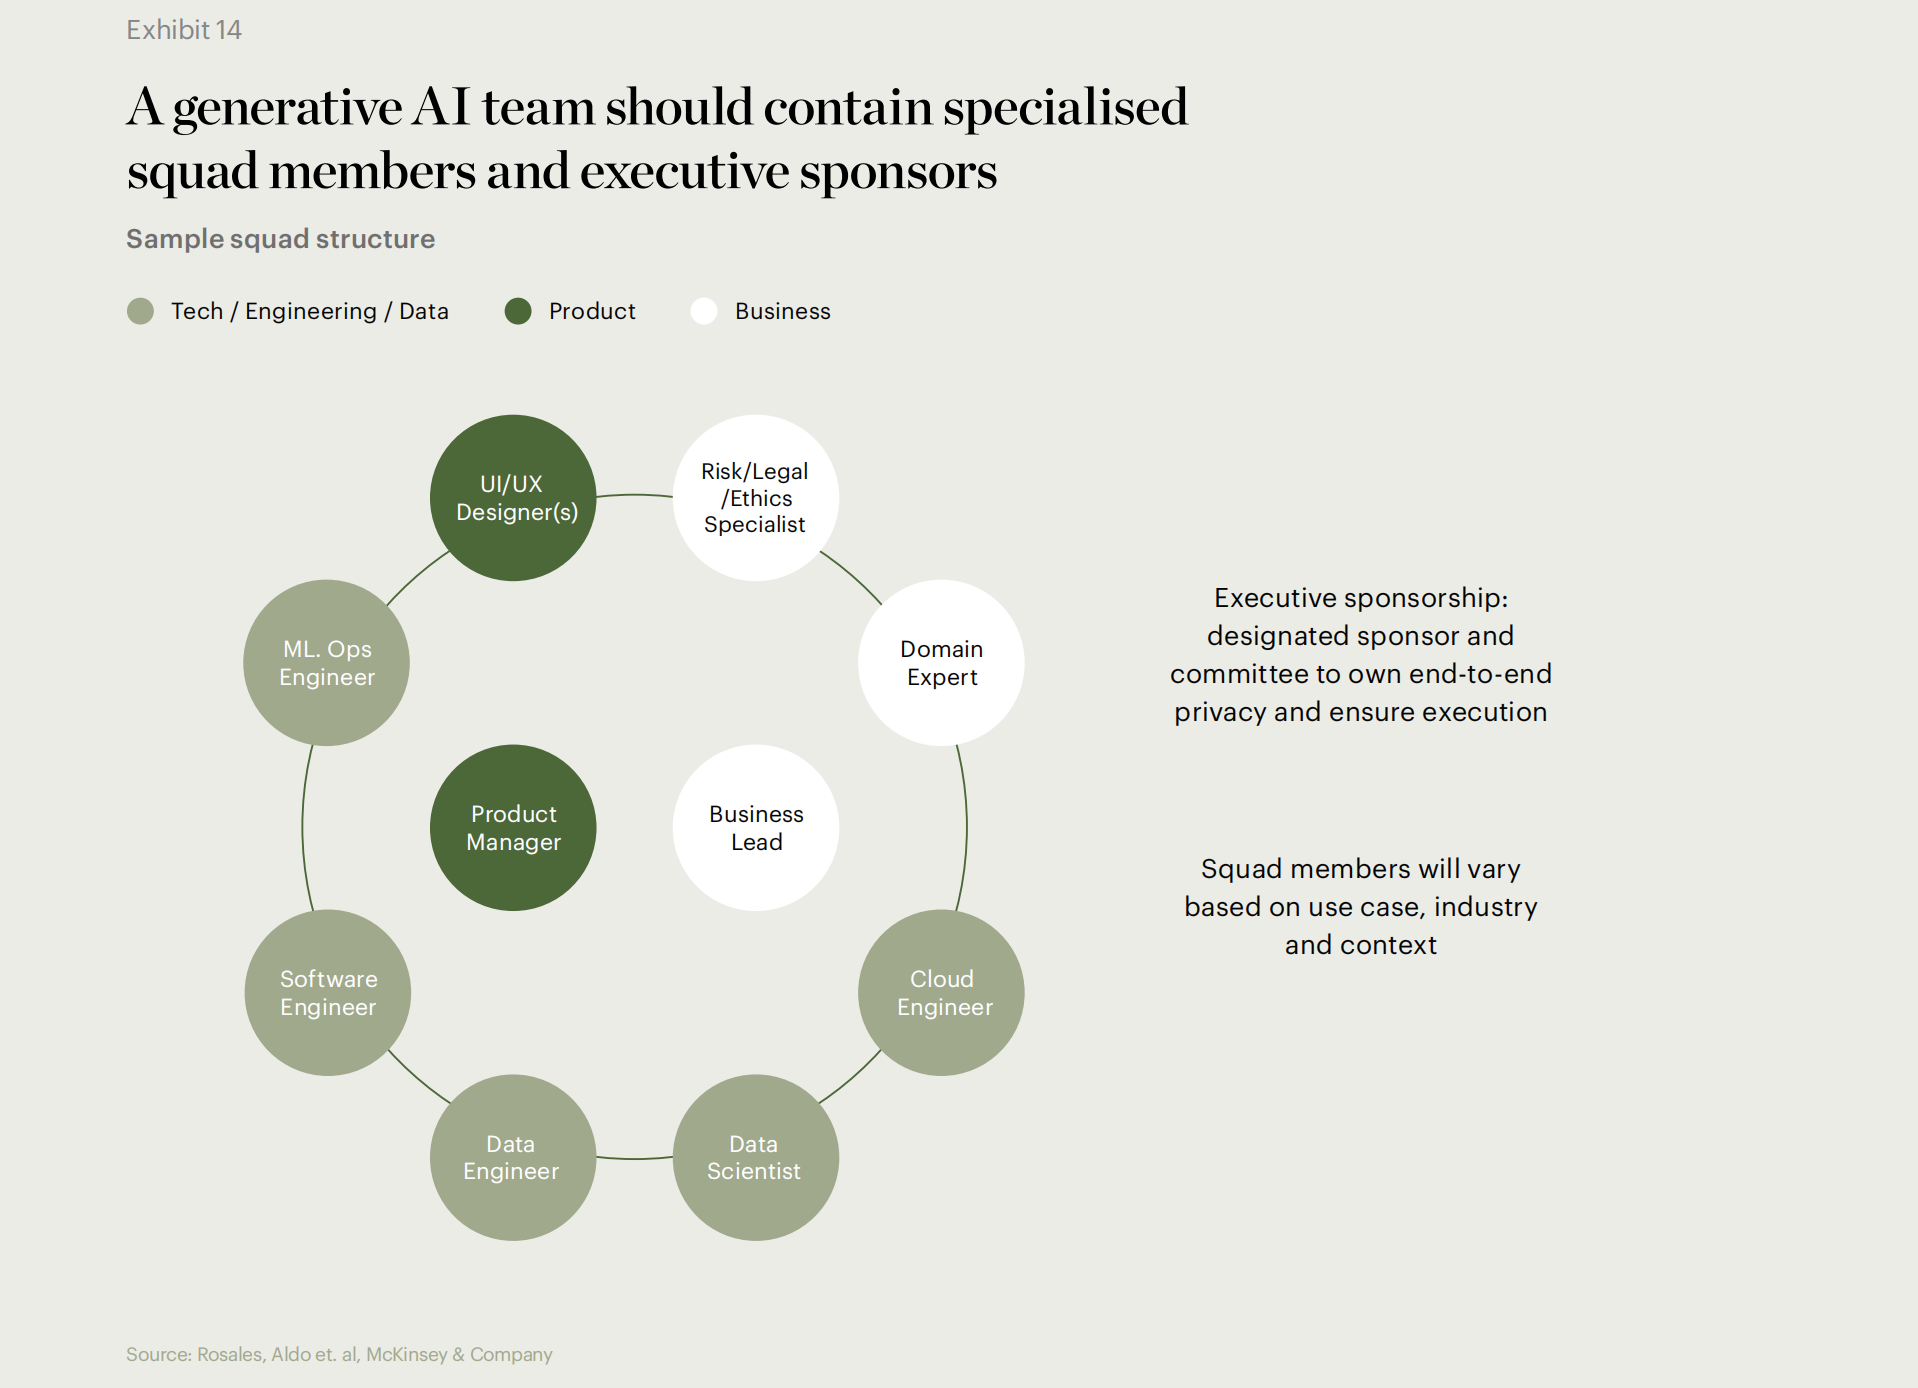 Exhibit 14
A generative AI team should contain specialised
squad members and executive sponsors
Sample squad structure
Tech / Engineering / Data
Product
Business
UI/UX
Designer(s)
Risk/Legal
/Ethics
Specialist
ML. Ops
Engineer
Domain
Expert
Product
Manager
Business
Lead
Software
Engineer
Cloud
Engineer
Data
Engineer
Data
Scientist
Executive sponsorship:
designated sponsor and
committee to own end-to-end
privacy and ensure execution
Squad members will vary
based on use case, industry
and context
Source: Rosales, Aldo et. al, McKinsey & Company